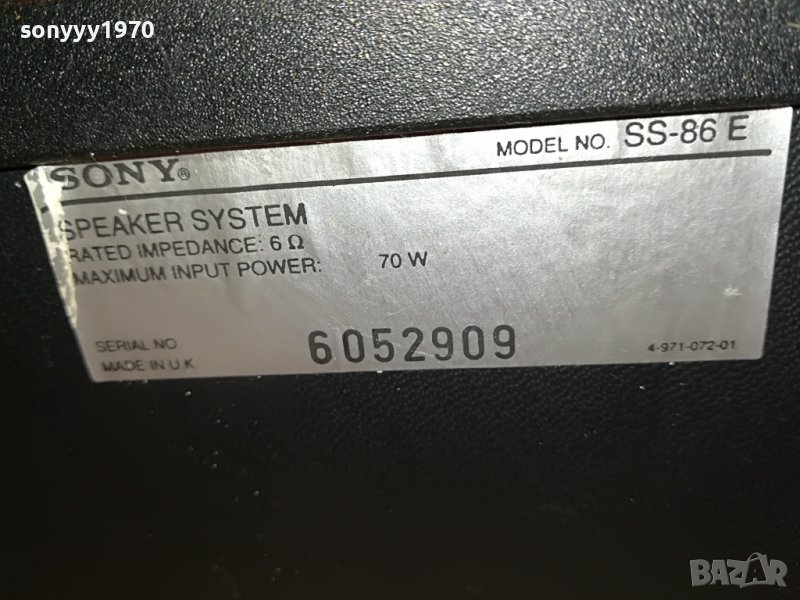 sonyyy1970
SONY®
MODEL NO. SS-86 E
SPEAKER SYSTEM
RATED IMPEDANCE: 6 Ω
MAXIMUM INPUT POWER: 70 W
SERIAL NO.
6052909
MADE IN U.K.
4-971-072-01
BAZAR